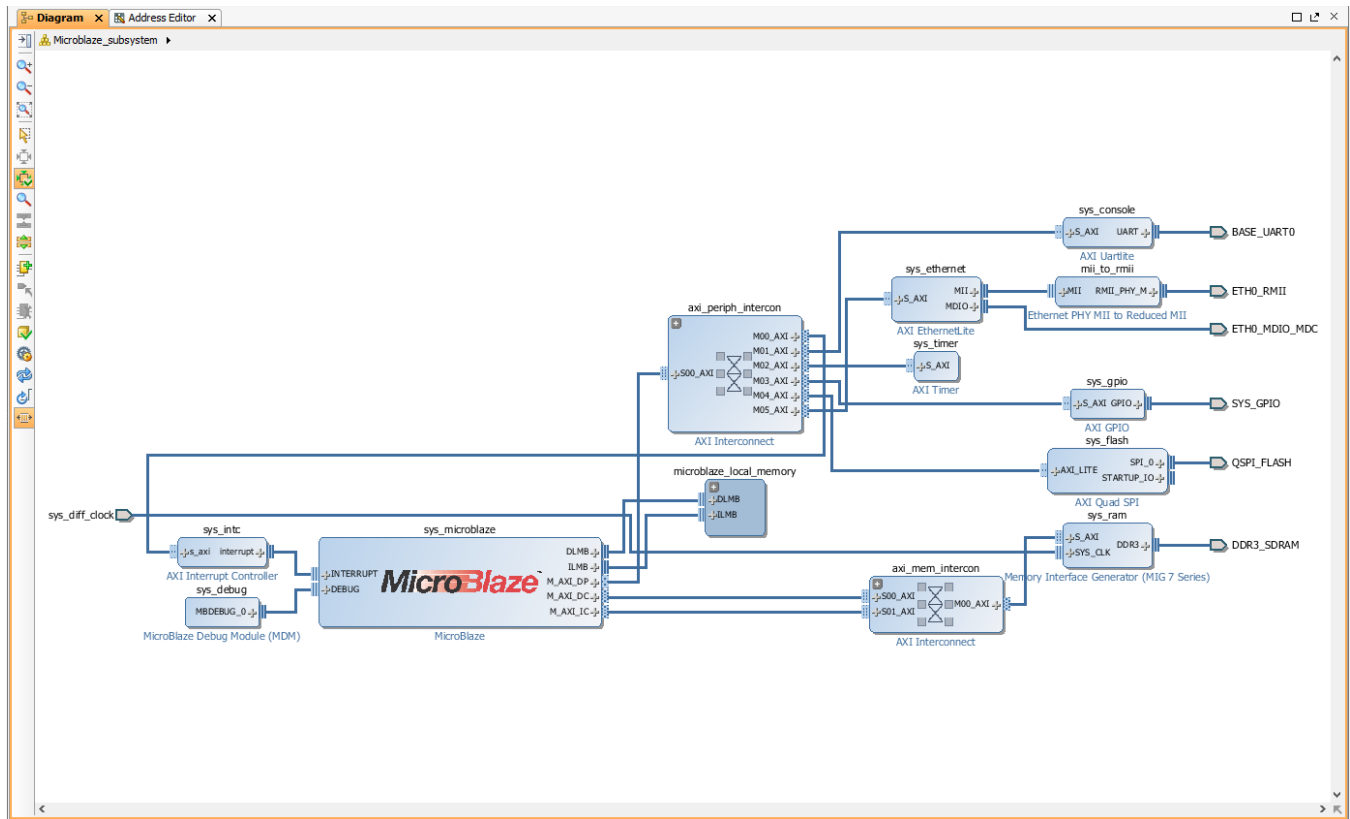 Diagram
Address Editor
Microblaze_subsystem
sys_console
S_AXI UART
AXI Uartlite
BASE_UART0
sys_ethernet
S_AXI
MII
MDIO
AXI EthernetLite
mii_to_rmii
MII RMII_PHY_M
Ethernet PHY MII to Reduced MII
ETH0_RMII
ETH0_MDIO_MDC
axi_periph_intercon
S00_AXI
M00_AXI
M01_AXI
M02_AXI
M03_AXI
M04_AXI
M05_AXI
AXI Interconnect
sys_timer
S_AXI
AXI Timer
sys_gpio
S_AXI GPIO
AXI GPIO
SYS_GPIO
sys_flash
AXI_LITE
SPI_0
STARTUP_IO
AXI Quad SPI
QSPI_FLASH
microblaze_local_memory
DLMB
ILMB
sys_diff_clock
sys_intc
s_axi interrupt
AXI Interrupt Controller
sys_debug
MBDEBUG_0
MicroBlaze Debug Module (MDM)
sys_microblaze
INTERRUPT
DEBUG
MicroBlaze
DLMB
ILMB
M_AXI_DP
M_AXI_DC
M_AXI_IC
MicroBlaze
sys_ram
S_AXI
SYS_CLK
DDR3
Memory Interface Generator (MIG 7 Series)
DDR3_SDRAM
axi_mem_intercon
S00_AXI
S01_AXI
M00_AXI
AXI Interconnect